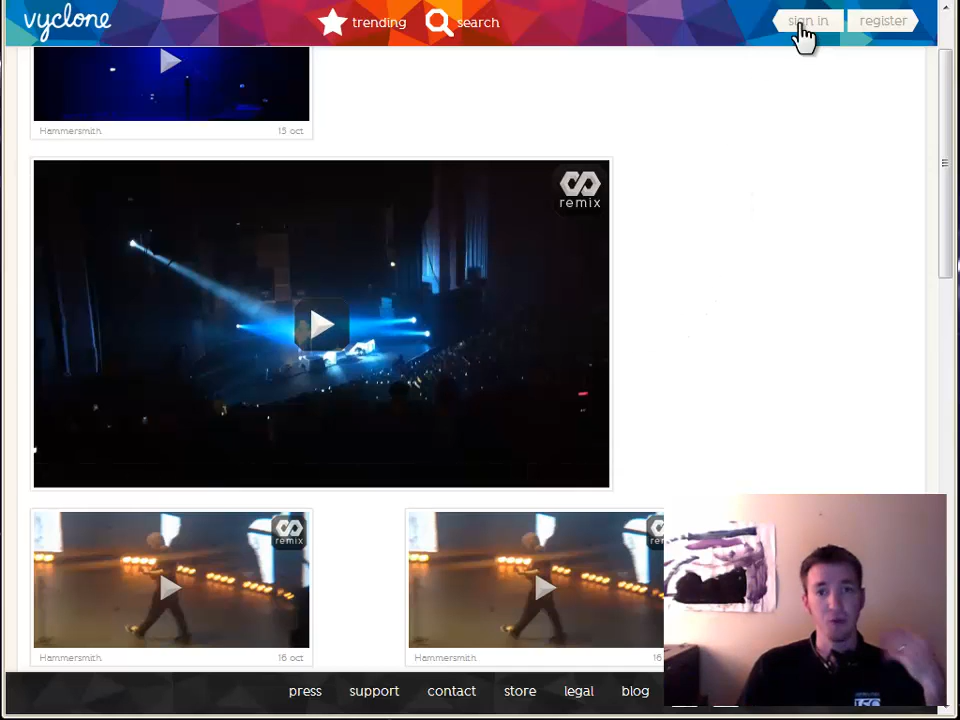 vyclone
trending
search
sign in
register
Hammersmith.
15 oct
remix
remix
Hammersmith.
16 oct
Hammersmith.
16
press
support
contact
store
legal
blog